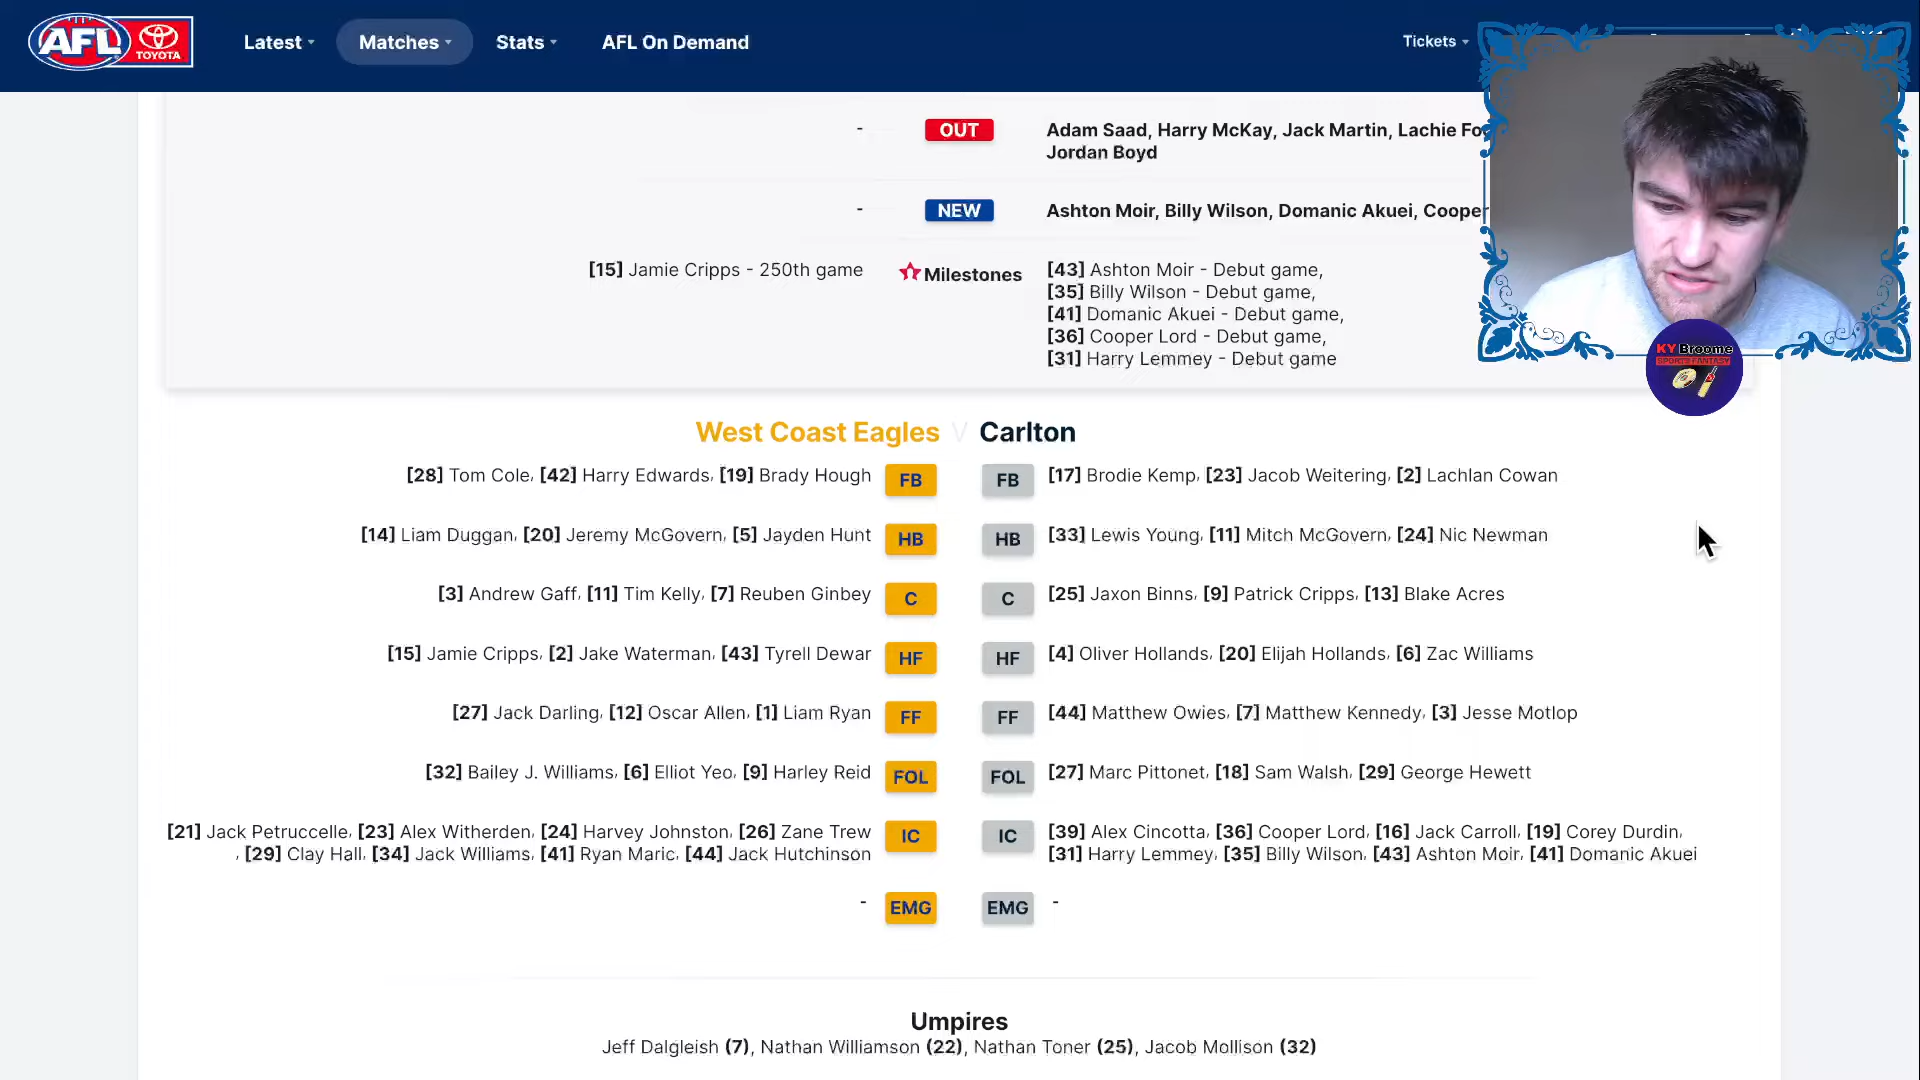 AFL TOYOTA Latest Matches Stats AFL On Demand Tickets
- OUT Adam Saad, Harry McKay, Jack Martin, Lachie Fo
Jordan Boyd
- NEW Ashton Moir, Billy Wilson, Domanic Akuei, Cooper
[15] Jamie Cripps - 250th game Milestones [43] Ashton Moir - Debut game,
[35] Billy Wilson - Debut game,
[41] Domanic Akuei - Debut game,
[36] Cooper Lord - Debut game,
[31] Harry Lemmey - Debut game
KYBroome
SPORTS FANTASY
West Coast Eagles V Carlton
[28] Tom Cole, [42] Harry Edwards, [19] Brady Hough FB FB [17] Brodie Kemp, [23] Jacob Weitering, [2] Lachlan Cowan
[14] Liam Duggan, [20] Jeremy McGovern, [5] Jayden Hunt HB HB [33] Lewis Young, [11] Mitch McGovern, [24] Nic Newman
[3] Andrew Gaff, [11] Tim Kelly, [7] Reuben Ginbey C C [25] Jaxon Binns, [9] Patrick Cripps, [13] Blake Acres
[15] Jamie Cripps, [2] Jake Waterman, [43] Tyrell Dewar HF HF [4] Oliver Hollands, [20] Elijah Hollands, [6] Zac Williams
[27] Jack Darling, [12] Oscar Allen, [1] Liam Ryan FF FF [44] Matthew Owies, [7] Matthew Kennedy, [3] Jesse Motlop
[32] Bailey J. Williams, [6] Elliot Yeo, [9] Harley Reid FOL FOL [27] Marc Pittonet, [18] Sam Walsh, [29] George Hewett
[21] Jack Petruccelle, [23] Alex Witherden, [24] Harvey Johnston, [26] Zane Trew IC IC [39] Alex Cincotta, [36] Cooper Lord, [16] Jack Carroll, [19] Corey Durdin,
, [29] Clay Hall, [34] Jack Williams, [41] Ryan Maric, [44] Jack Hutchinson [31] Harry Lemmey, [35] Billy Wilson, [43] Ashton Moir, [41] Domanic Akuei
- EMG EMG -
Umpires
Jeff Dalgleish (7), Nathan Williamson (22), Nathan Toner (25), Jacob Mollison (32)